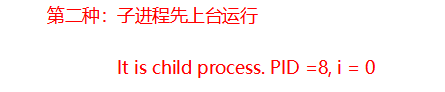 第二种：子进程先上台运行
It is child process. PID =8, i = 0